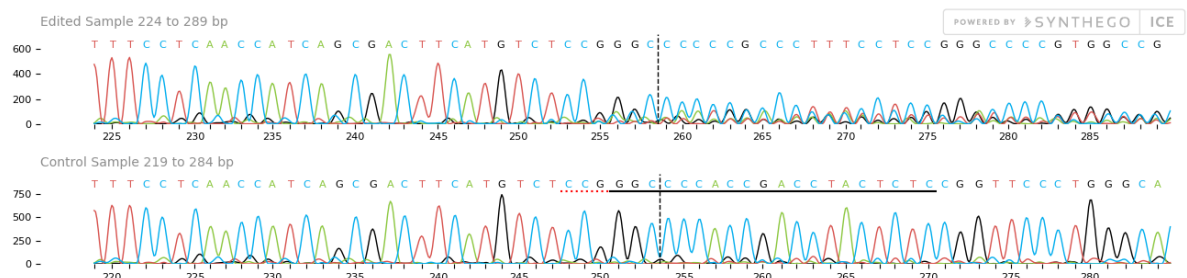 Edited Sample 224 to 289 bp
POWERED BY SYNTHEGO ICE
600
400
200
0
T T T C C T C A A C C A T C A G C G A C T T C A T G T C T C C G G G C C C C C C G C C C T T T C C T C C G G G C C C C G T G G C C G
225 230 235 240 245 250 255 260 265 270 275 280 285
Control Sample 219 to 284 bp
750
500
250
0
T T T C C T C A A C C A T C A G C G A C T T C A T G T C T C C G G G C C C C A C C G A C C T A C T C T C C G G T T C C C T G G G C A
220 225 230 235 240 245 250 255 260 265 270 275 280